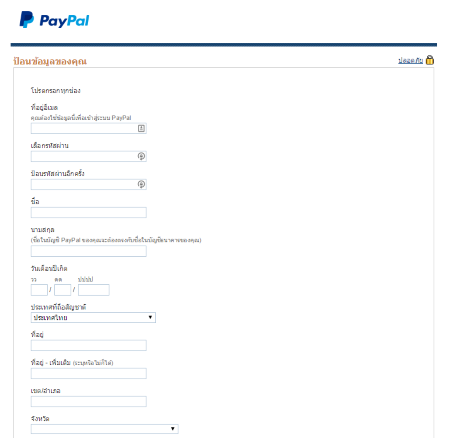 PayPal
ป้อนข้อมูลของคุณ
ปลอดภัย
โปรดกรอกทุกช่อง
ที่อยู่อีเมล
คุณต้องใช้ข้อมูลนี้เพื่อเข้าสู่ระบบ PayPal
เลือกรหัสผ่าน
ป้อนรหัสผ่านอีกครั้ง
ชื่อ
นามสกุล
(ชื่อในบัญชี PayPal ของคุณจะต้องตรงกับชื่อในบัญชีธนาคารของคุณ)
วันเดือนปีเกิด
วว ดด ปปปป
/ /
ประเทศที่ถือสัญชาติ
ประเทศไทย
ที่อยู่
ที่อยู่ - เพิ่มเติม (ระบุหรือไม่ก็ได้)
เขต/อำเภอ
จังหวัด